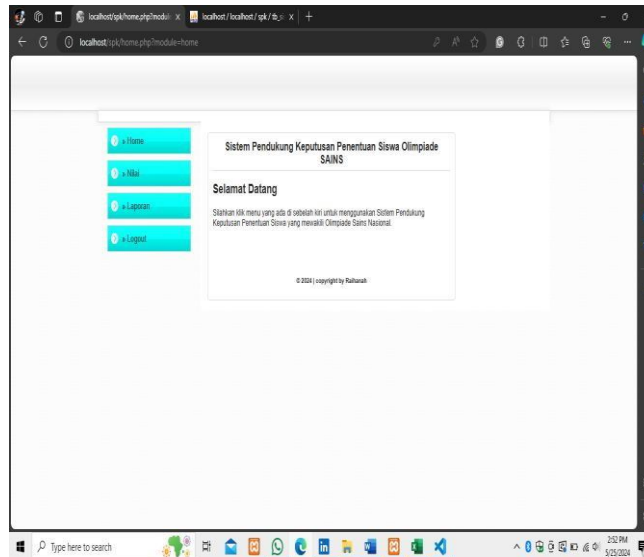 localhost/spk/home.php?module
localhost / localhost / spk / tb_si
localhost/spk/home.php?module=home
» Home
» Nilai
» Laporan
» Logout
Sistem Pendukung Keputusan Penentuan Siswa Olimpiade
SAINS
Selamat Datang
Silahkan klik menu yang ada di sebelah kiri untuk menggunakan Sistem Pendukung
Keputusan Penentuan Siswa yang mewakili Olimpiade Sains Nasional.
© 2024 | copyright by Raihanah
Type here to search
2:52 PM
5/25/2024